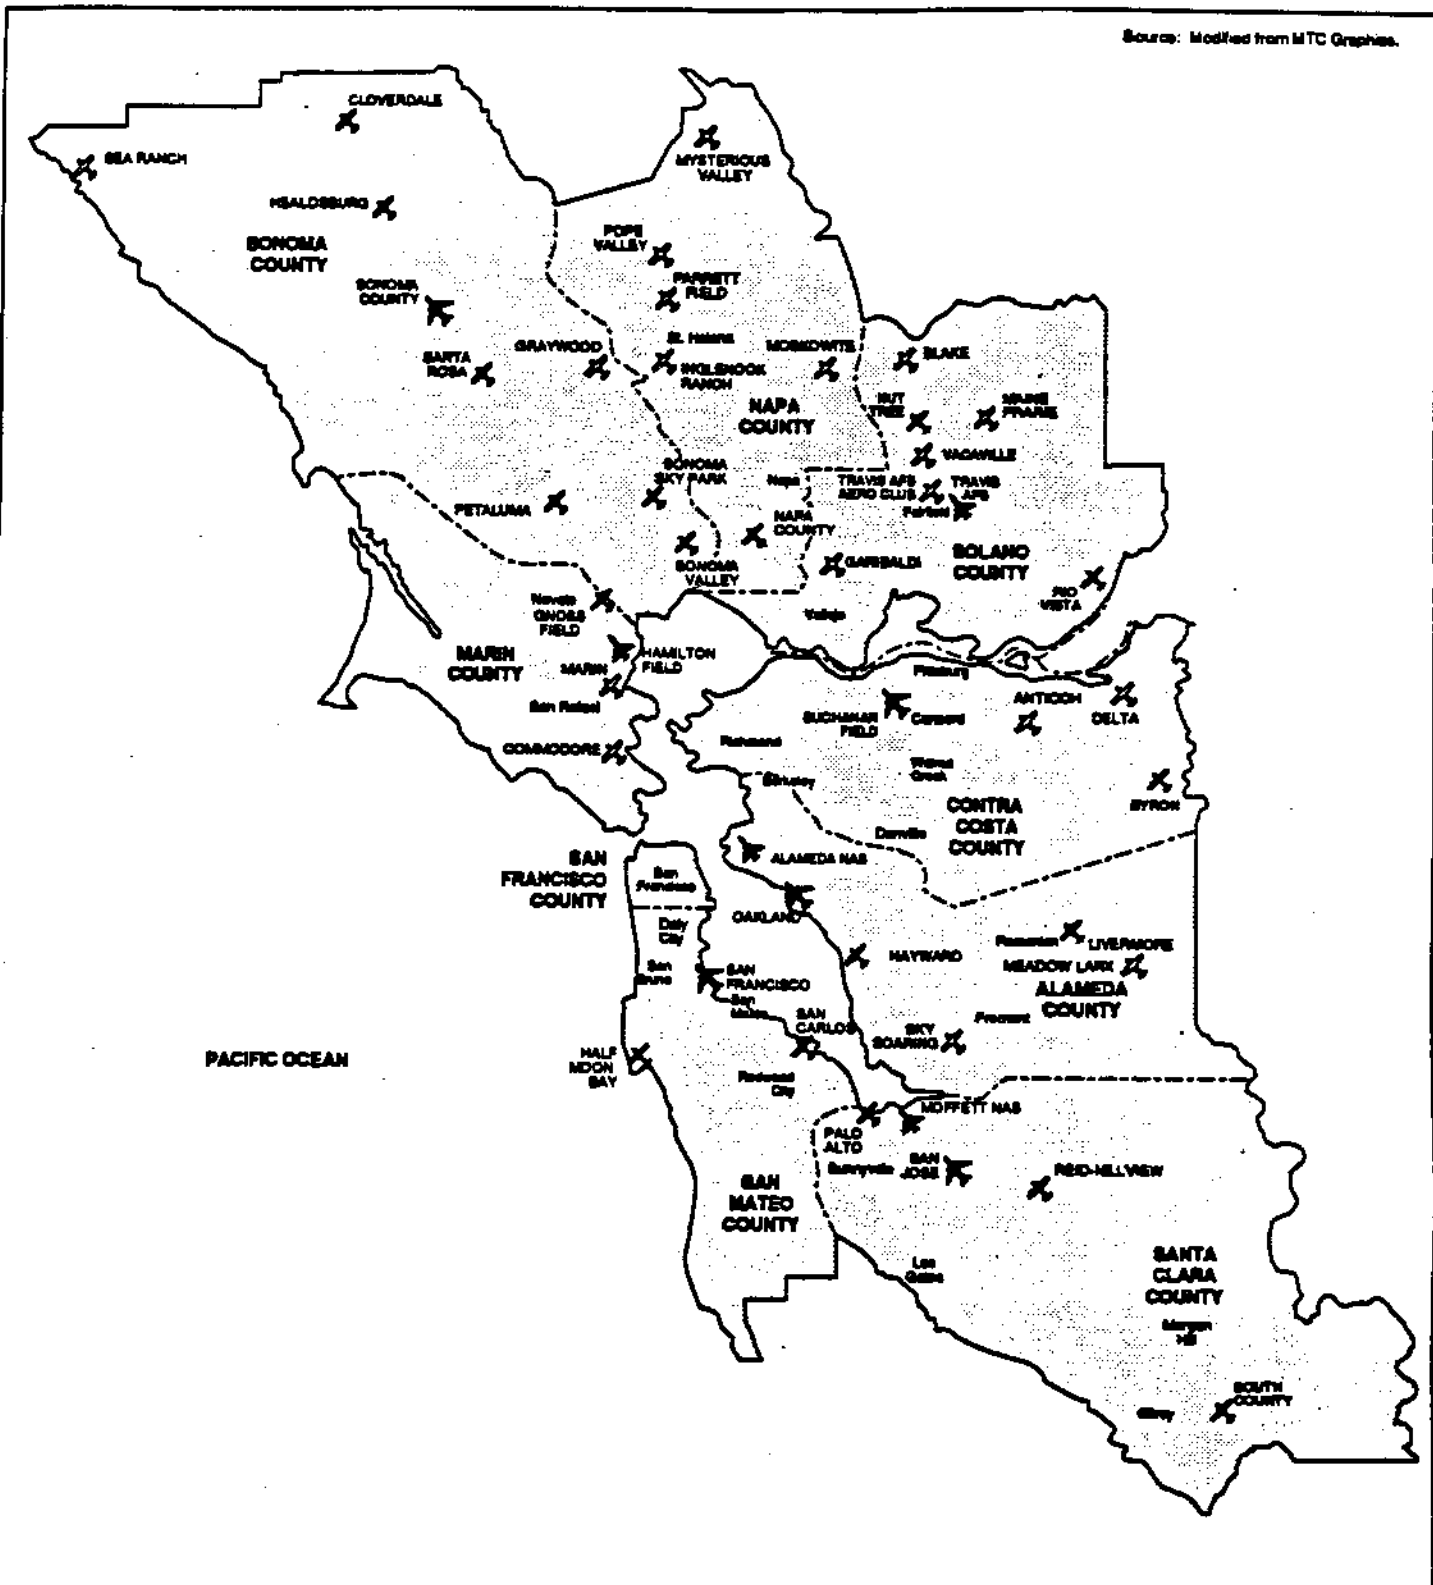 Source: Modified from MTC Graphics.
CLOVERDALE
SEA RANCH
MYSTERIOUS
VALLEY
HEALDSBURG
SONOMA
COUNTY
POPE
VALLEY
PARRETT
FIELD
SONOMA
COUNTY
St. Helena
GRAYWOOD
MOSKOWITE
BLAKE
SANTA
ROSA
INGLENOOK
RANCH
NAPA
COUNTY
NUT
TREE
MAINE
PRAIRIE
VACAVILLE
SONOMA
SKY PARK
Napa
TRAVIS AFB
AERO CLUB
TRAVIS
AFB
Fairfield
PETALUMA
NAPA
COUNTY
SONOMA
VALLEY
GARIBALDI
SOLANO
COUNTY
RIO
VISTA
Novato
GNOSS
FIELD
Vallejo
MARIN
COUNTY
HAMILTON
FIELD
MARIN
San Rafael
Pittsburg
ANTIOCH
DELTA
BUCHANAN
FIELD
Concord
COMMODORE
Richmond
Walnut
Creek
Berkeley
BYRON
CONTRA
COSTA
COUNTY
Danville
ALAMEDA NAS
SAN
FRANCISCO
COUNTY
San
Francisco
OAKLAND
Daly
City
HAYWARD
LIVERMORE
MEADOW LARK
ALAMEDA
COUNTY
San
Bruno
SAN
FRANCISCO
San
Mateo
SAN
CARLOS
SKY
SOARING
Fremont
PACIFIC OCEAN
HALF
MOON
BAY
Redwood
City
MOFFETT NAS
PALO
ALTO
Sunnyvale
SAN
JOSE
REID-HILLVIEW
SAN
MATEO
COUNTY
Los
Gatos
SANTA
CLARA
COUNTY
Morgan
Hill
SOUTH
COUNTY
Gilroy